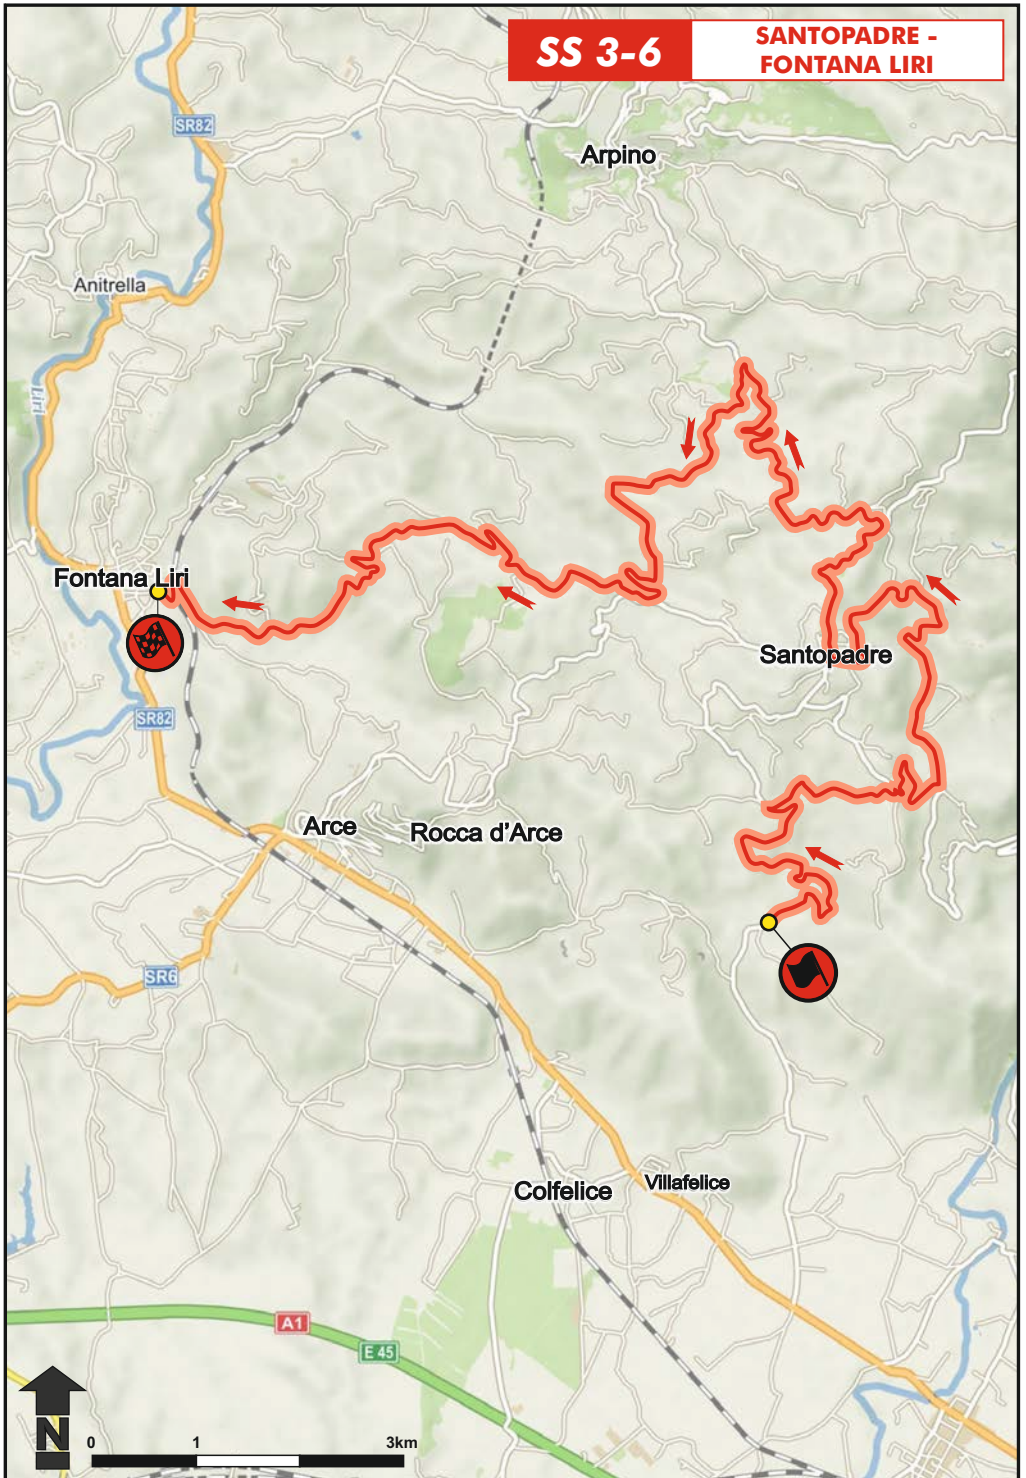 SS 3-6
SANTOPADRE -
FONTANA LIRI
SR82
Arpino
Anitrella
Liri
Fontana Liri
Santopadre
SR82
Arce
Rocca d'Arce
SR6
Colfelice
Villafelice
A1
E 45
N
0 1 3km